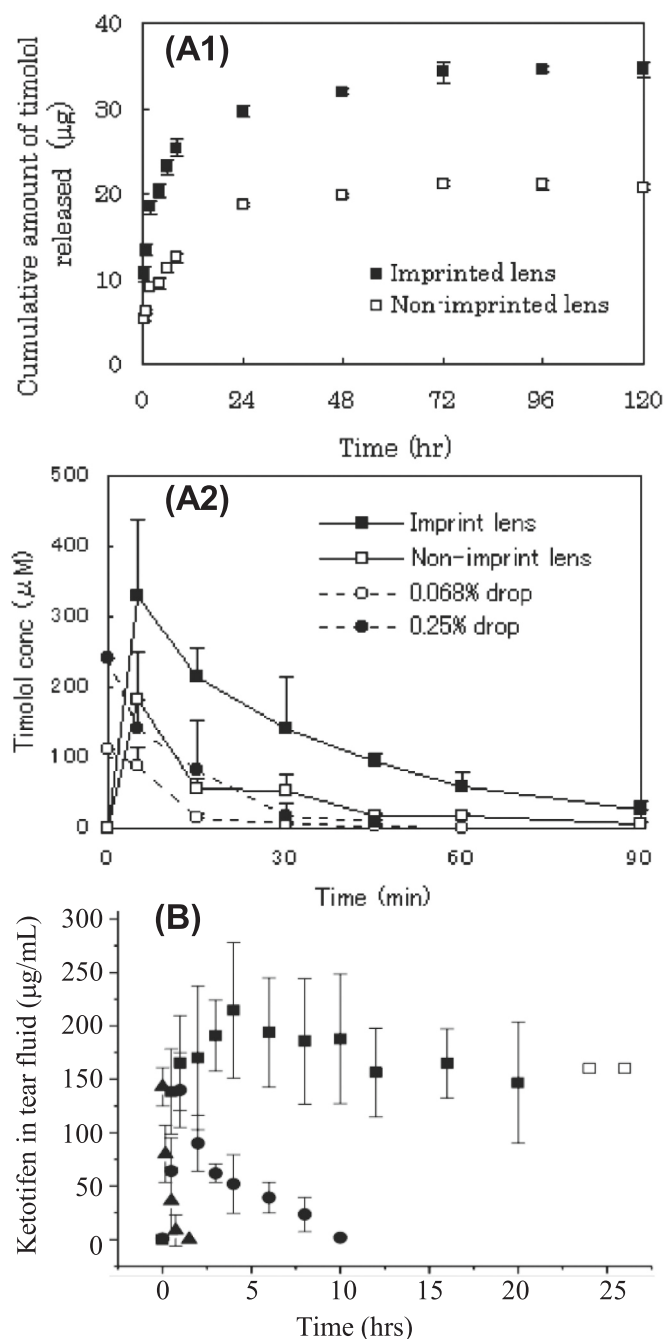 (A1)
40
30
20
10
0
Cumulative amount of timolol
released (μg)
Imprinted lens
Non-imprinted lens
0 24 48 72 96 120
Time (hr)
(A2)
500
400
300
200
100
0
Timolol conc (μM)
Imprint lens
Non-imprint lens
0.068% drop
0.25% drop
0 30 60 90
Time (min)
(B)
300
250
200
150
100
50
0
Ketotifen in tear fluid (μg/mL)
0 5 10 15 20 25
Time (hrs)